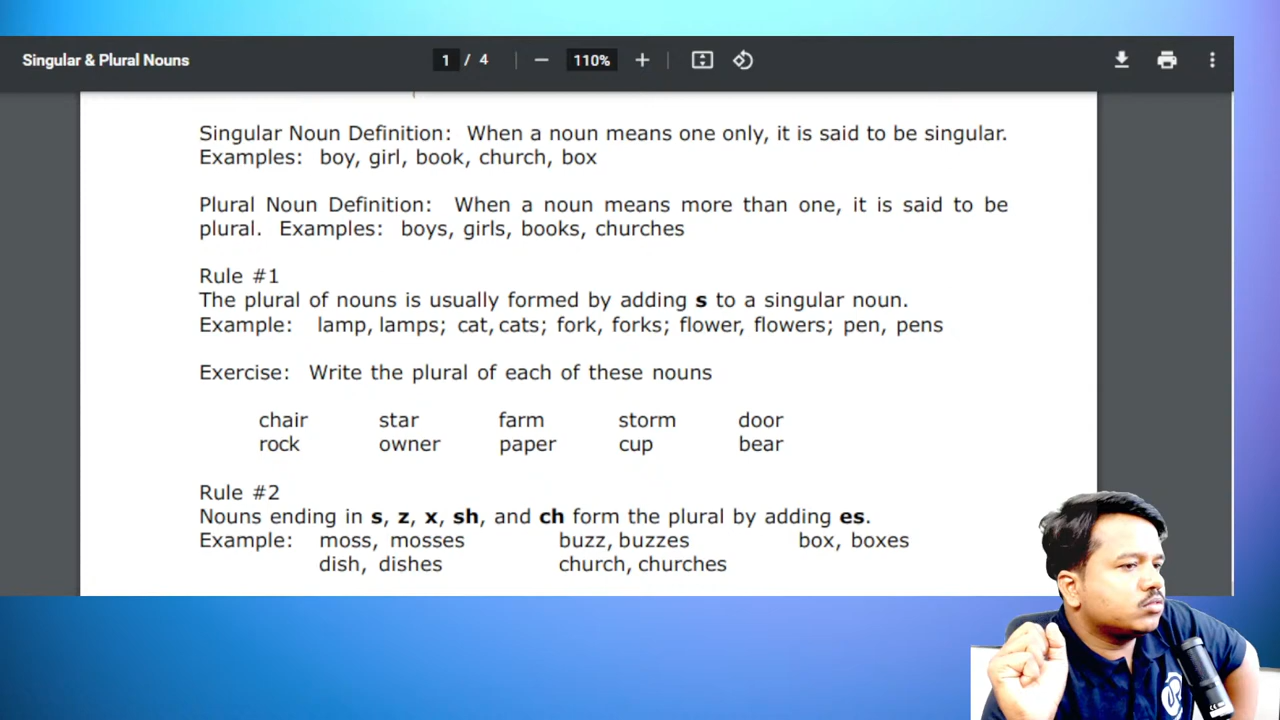 Singular & Plural Nouns
1 / 4
110%
Singular Noun Definition: When a noun means one only, it is said to be singular.
Examples: boy, girl, book, church, box
Plural Noun Definition: When a noun means more than one, it is said to be
plural. Examples: boys, girls, books, churches
Rule #1
The plural of nouns is usually formed by adding s to a singular noun.
Example: lamp, lamps; cat, cats; fork, forks; flower, flowers; pen, pens
Exercise: Write the plural of each of these nouns
chair star farm storm door
rock owner paper cup bear
Rule #2
Nouns ending in s, z, x, sh, and ch form the plural by adding es.
Example: moss, mosses buzz, buzzes box, boxes
dish, dishes church, churches